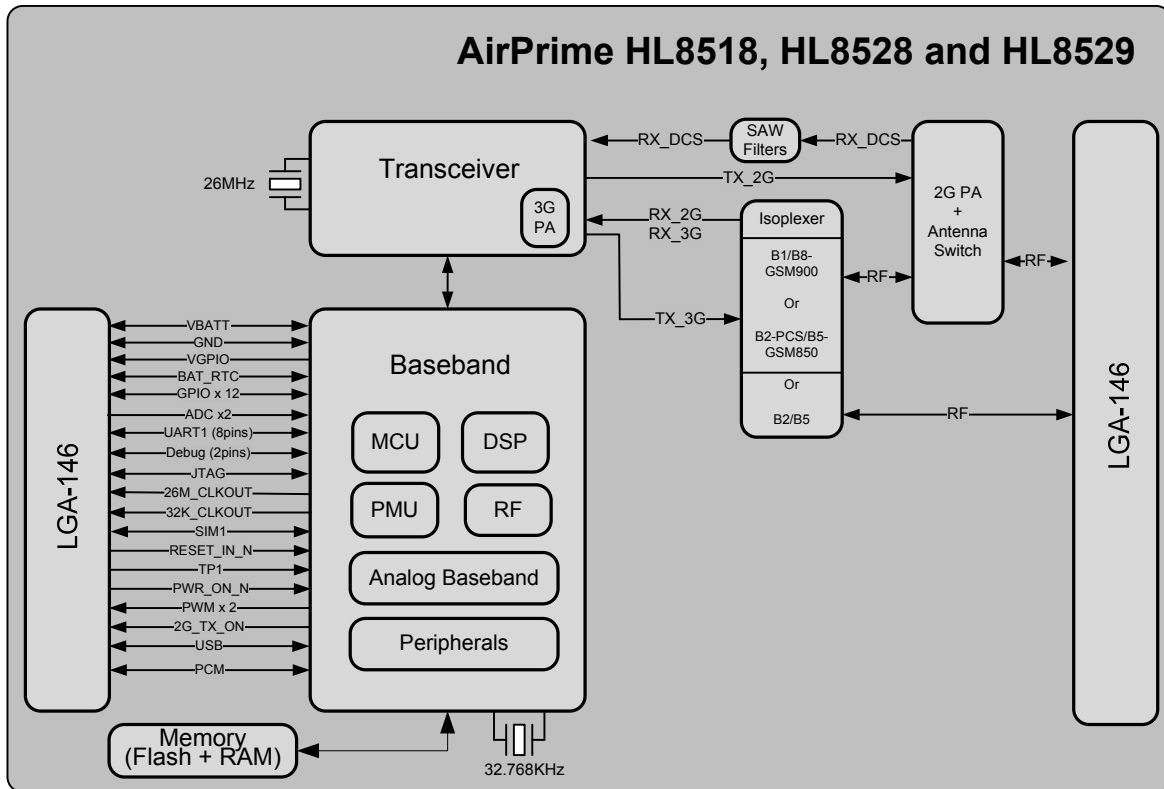 AirPrime HL8518, HL8528 and HL8529
Transceiver
3G
PA
26MHz
RX_DCS
SAW
Filters
RX_DCS
TX_2G
RX_2G
RX_3G
TX_3G
Isoplexer
B1/B8-
GSM900
Or
B2-PCS/B5-
GSM850
Or
B2/B5
RF
2G PA
+
Antenna
Switch
RF
RF
LGA-146
LGA-146
VBATT
GND
VGPIO
BAT_RTC
GPIO x 12
ADC x2
UART1 (8pins)
Debug (2pins)
JTAG
26M_CLKOUT
32K_CLKOUT
SIM1
RESET_IN_N
TP1
PWR_ON_N
PWM x 2
2G_TX_ON
USB
PCM
Baseband
MCU
DSP
PMU
RF
Analog Baseband
Peripherals
Memory
(Flash + RAM)
32.768KHz